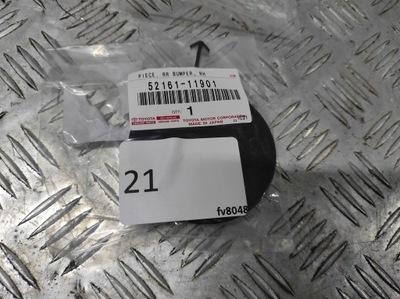 PIECE, RR BUMPER, RH
52161-11901
QTY. 1
TOYOTA
TOYOTA MOTOR CORPORATION
MADE IN JAPAN
21
fv8048